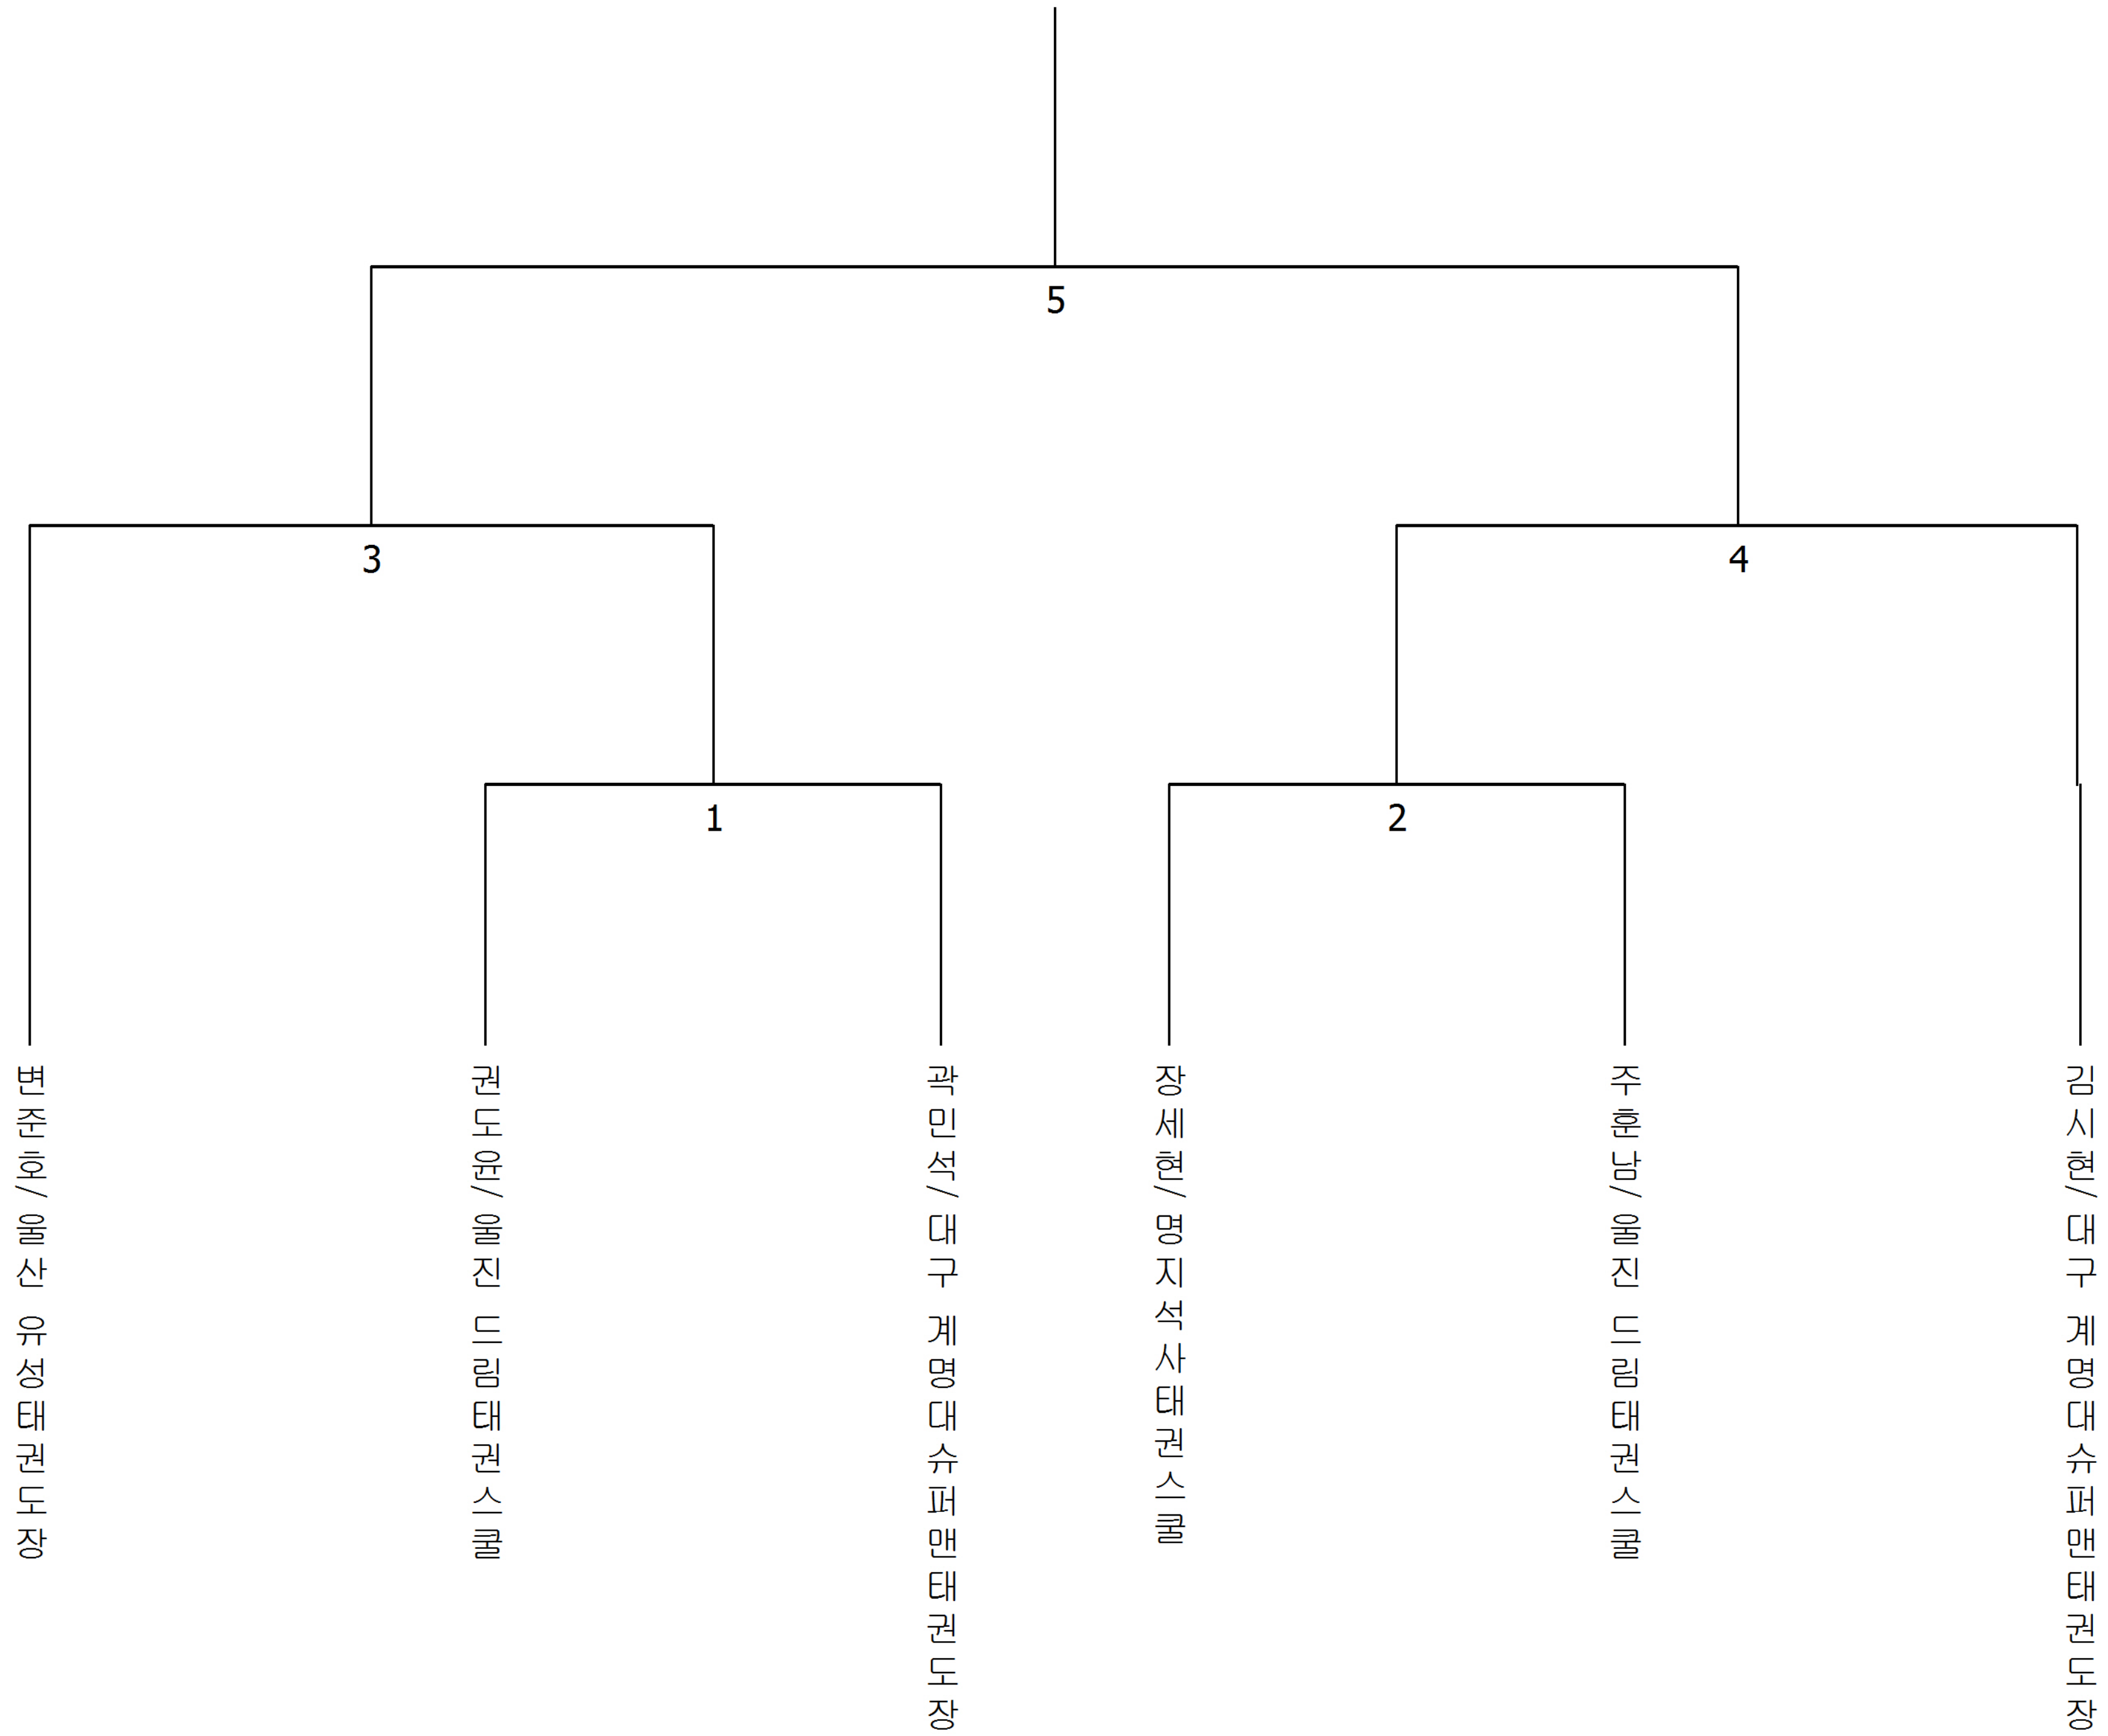 5
3
4
1
2
변준호/울산 유성태권도장
권도윤/울진 드림태권스쿨
곽민석/대구 계명대슈퍼맨태권도장
장세현/명지석사태권스쿨
주훈남/울진 드림태권스쿨
김시현/대구 계명대슈퍼맨태권도장